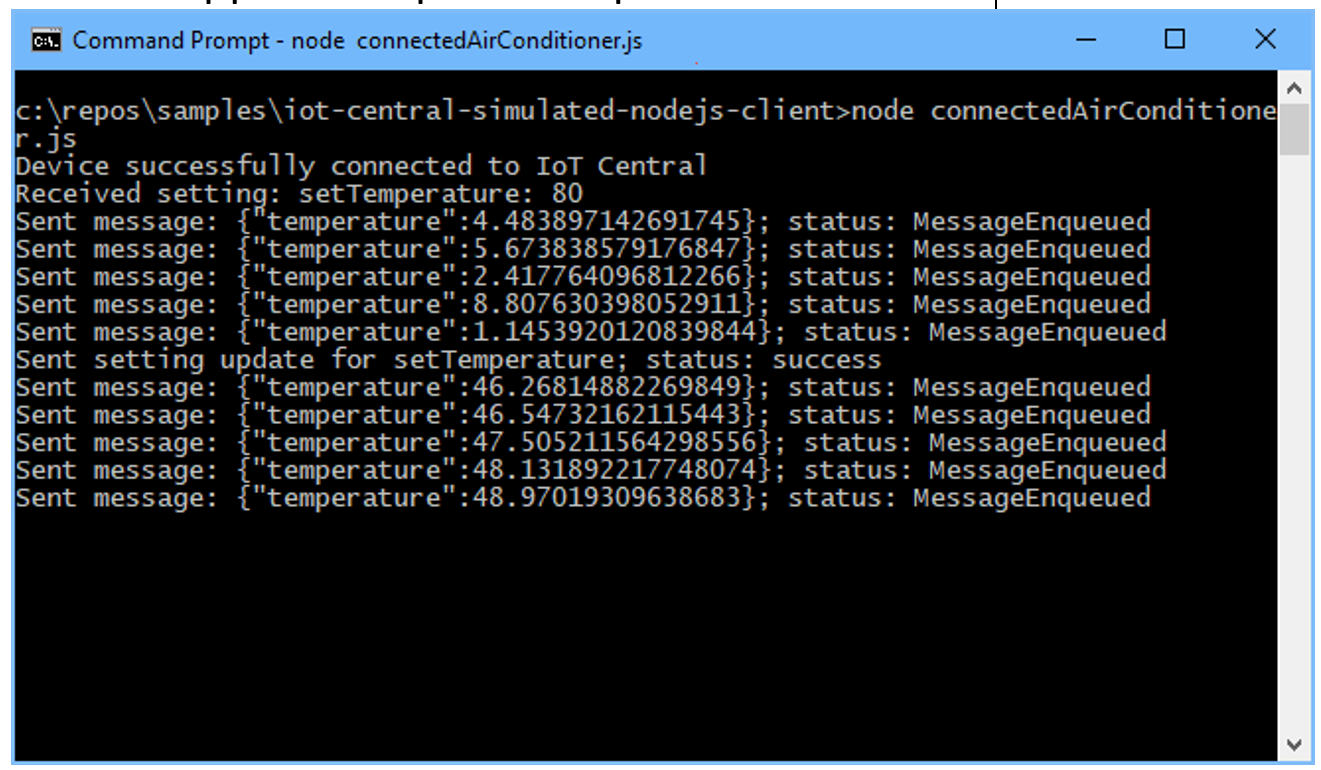 Command Prompt - node connectedAirConditioner.js
c:\repos\samples\iot-central-simulated-nodejs-client>node connectedAirConditione
r.js
Device successfully connected to IoT Central
Received setting: setTemperature: 80
Sent message: {"temperature":4.483897142691745}; status: MessageEnqueued
Sent message: {"temperature":5.673838579176847}; status: MessageEnqueued
Sent message: {"temperature":2.417764096812266}; status: MessageEnqueued
Sent message: {"temperature":8.807630398052911}; status: MessageEnqueued
Sent message: {"temperature":1.1453920120839844}; status: MessageEnqueued
Sent setting update for setTemperature; status: success
Sent message: {"temperature":46.26814882269849}; status: MessageEnqueued
Sent message: {"temperature":46.54732162115443}; status: MessageEnqueued
Sent message: {"temperature":47.505211564298556}; status: MessageEnqueued
Sent message: {"temperature":48.131892217748074}; status: MessageEnqueued
Sent message: {"temperature":48.97019309638683}; status: MessageEnqueued